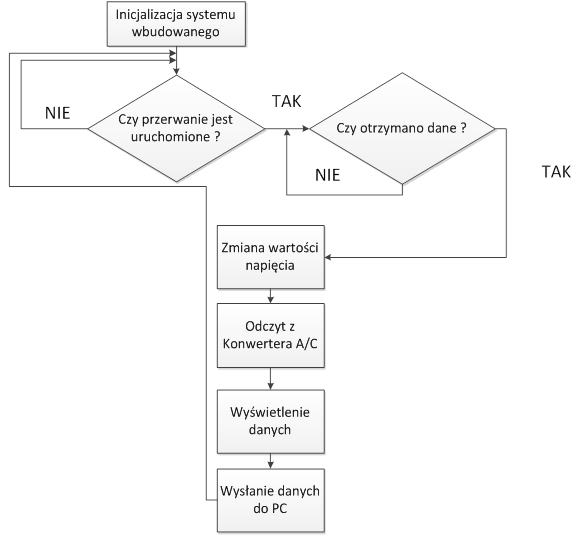 Inicjalizacja systemu
wbudowanego
NIE
Czy przerwanie jest
uruchomione ?
TAK
Czy otrzymano dane ?
NIE
TAK
Zmiana wartości
napięcia
Odczyt z
Konwertera A/C
Wyświetlenie
danych
Wysłanie danych
do PC